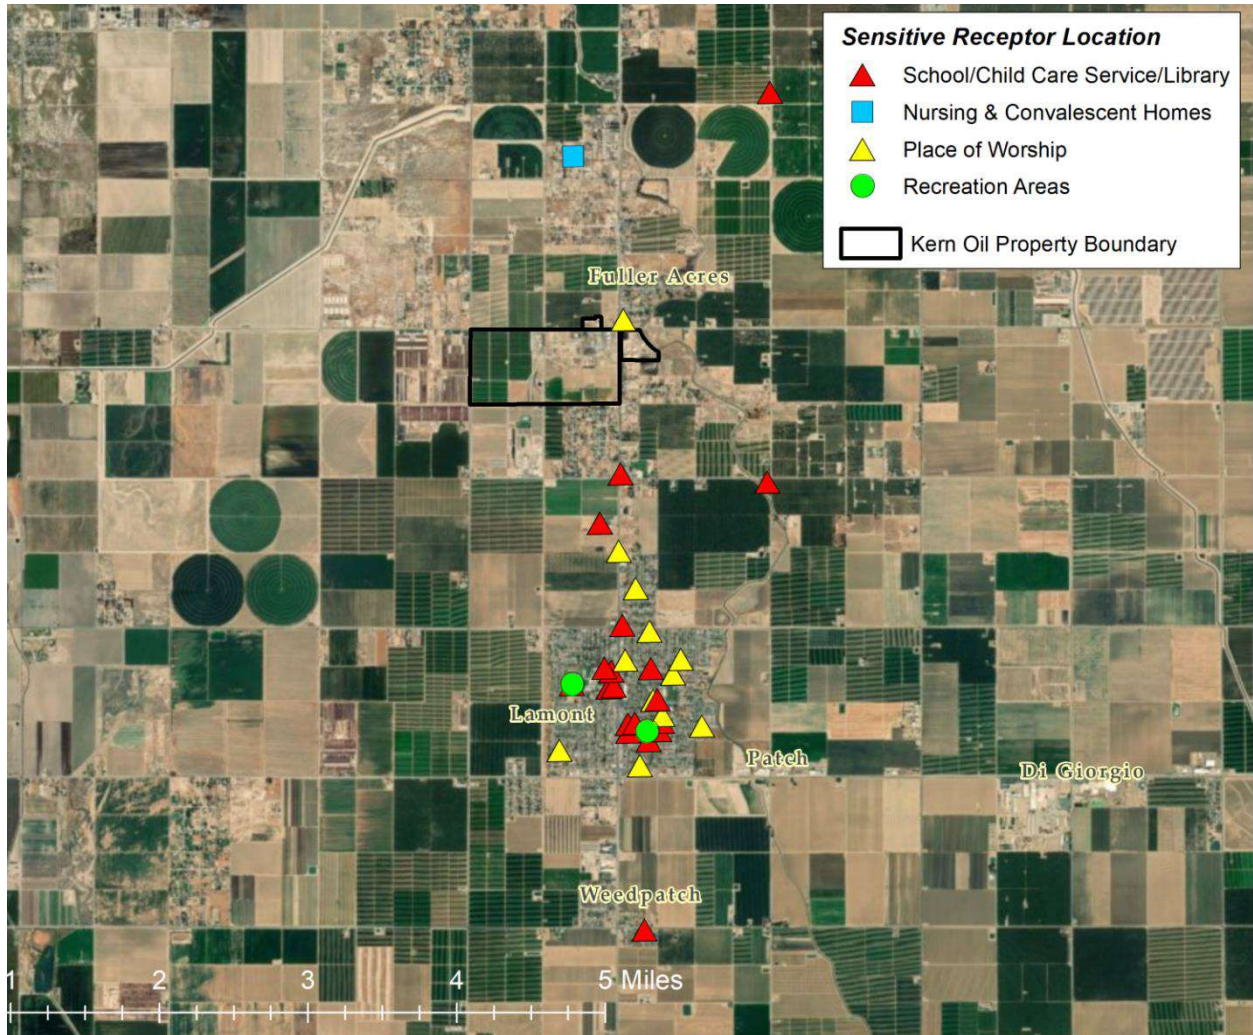 Sensitive Receptor Location
School/Child Care Service/Library
Nursing & Convalescent Homes
Place of Worship
Recreation Areas
Kern Oil Property Boundary
Fuller Acres
Lamont
Patch
Di Giorgio
Weedpatch
1 2 3 4 5 Miles